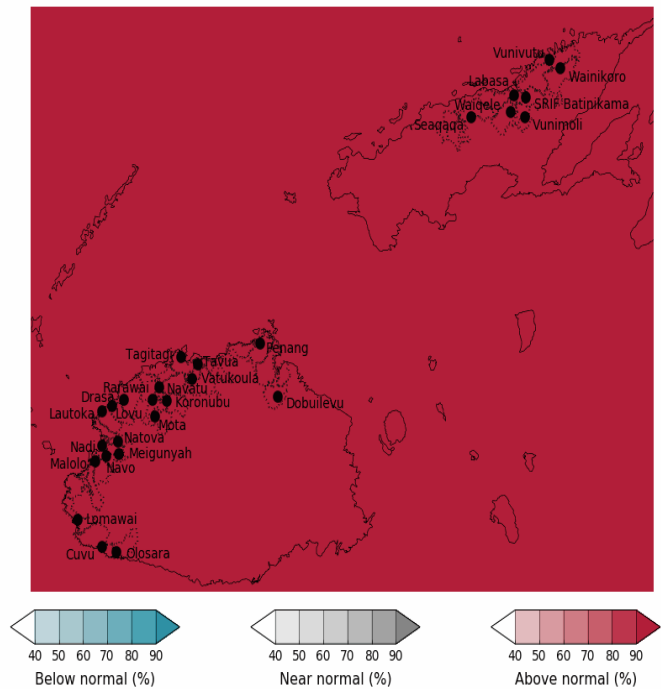 Vunivutu
Wainikoro
Labasa
Waiqele
SRIF Batinikama
Seaqaqa
Vunimoli
Penang
Tagitagi
Tavua
Vatukoula
Rarawai
Navatu
Drasa
Koronubu
Dobuilevu
Lautoka
Lovu
Mota
Natova
Nadi
Meigunyah
Malolo
Navo
Lomawai
Cuvu
Olosara
40 50 60 70 80 90
40 50 60 70 80 90
40 50 60 70 80 90
Below normal (%)
Near normal (%)
Above normal (%)